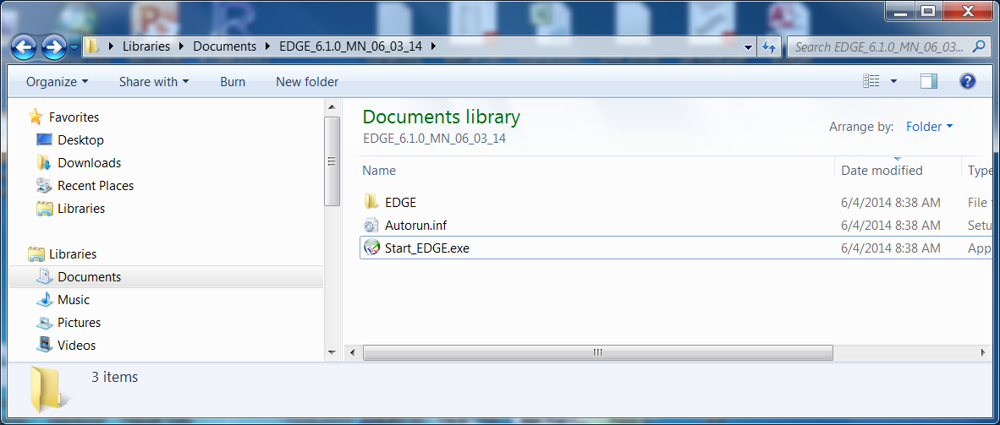 Libraries Documents EDGE_6.1.0_MN_06_03_14
Search EDGE_6.1.0_MN_06_03...
Organize Share with Burn New folder
Favorites
Desktop
Downloads
Recent Places
Libraries
Libraries
Documents
Music
Pictures
Videos
Documents library
EDGE_6.1.0_MN_06_03_14
Arrange by: Folder
Name Date modified Type
EDGE 6/4/2014 8:38 AM File
Autorun.inf 6/4/2014 8:38 AM Setu
Start_EDGE.exe 6/4/2014 8:38 AM App
3 items